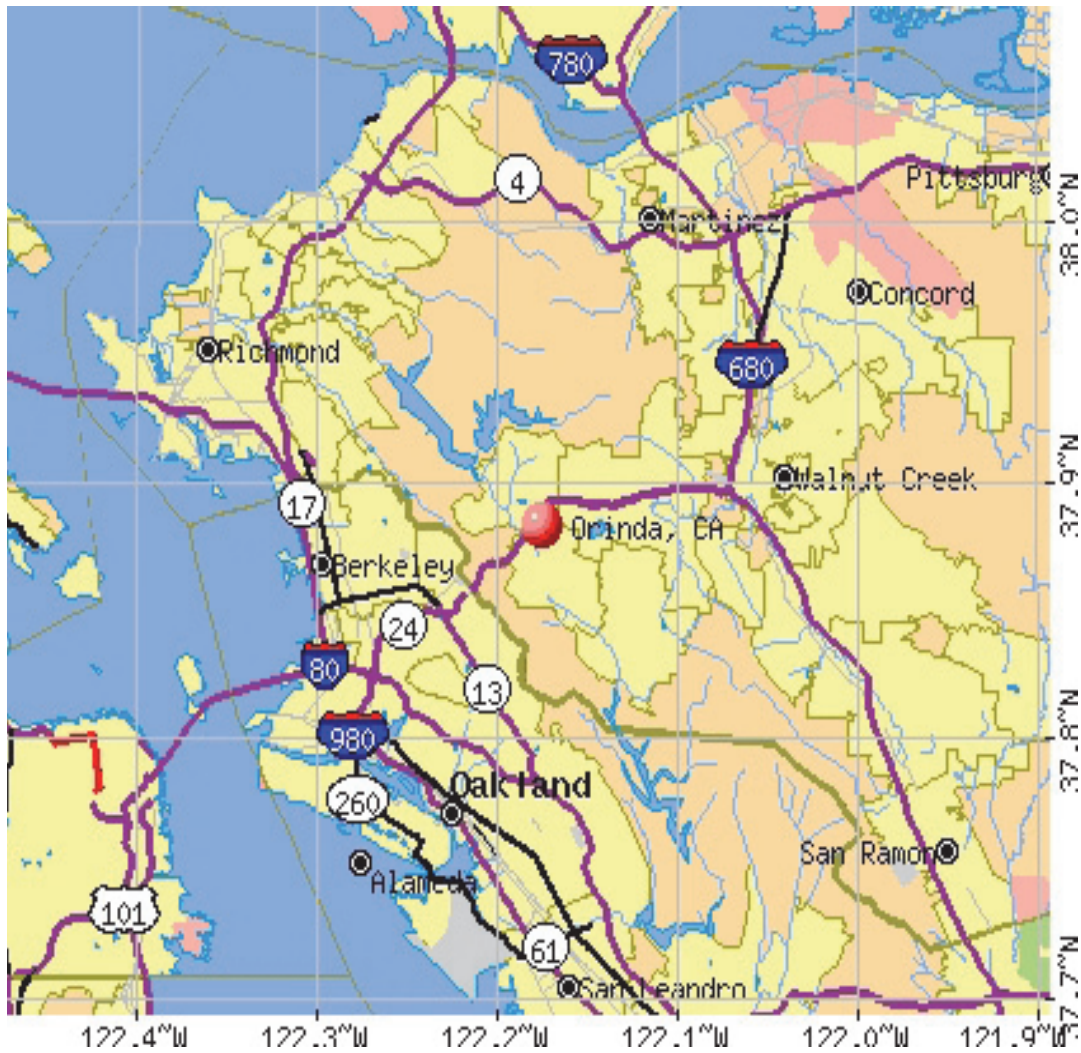 780
4
Pittsburg
Martinez
38.0°N
Concord
Richmond
680
17
Walnut Creek
37.9°N
Orinda, CA
Berkeley
24
80
13
980
37.8°N
Oakland
260
San Ramon
Alameda
101
61
San Leandro
37.7°N
122.4°W 122.3°W 122.2°W 122.1°W 122.0°W 121.9°W